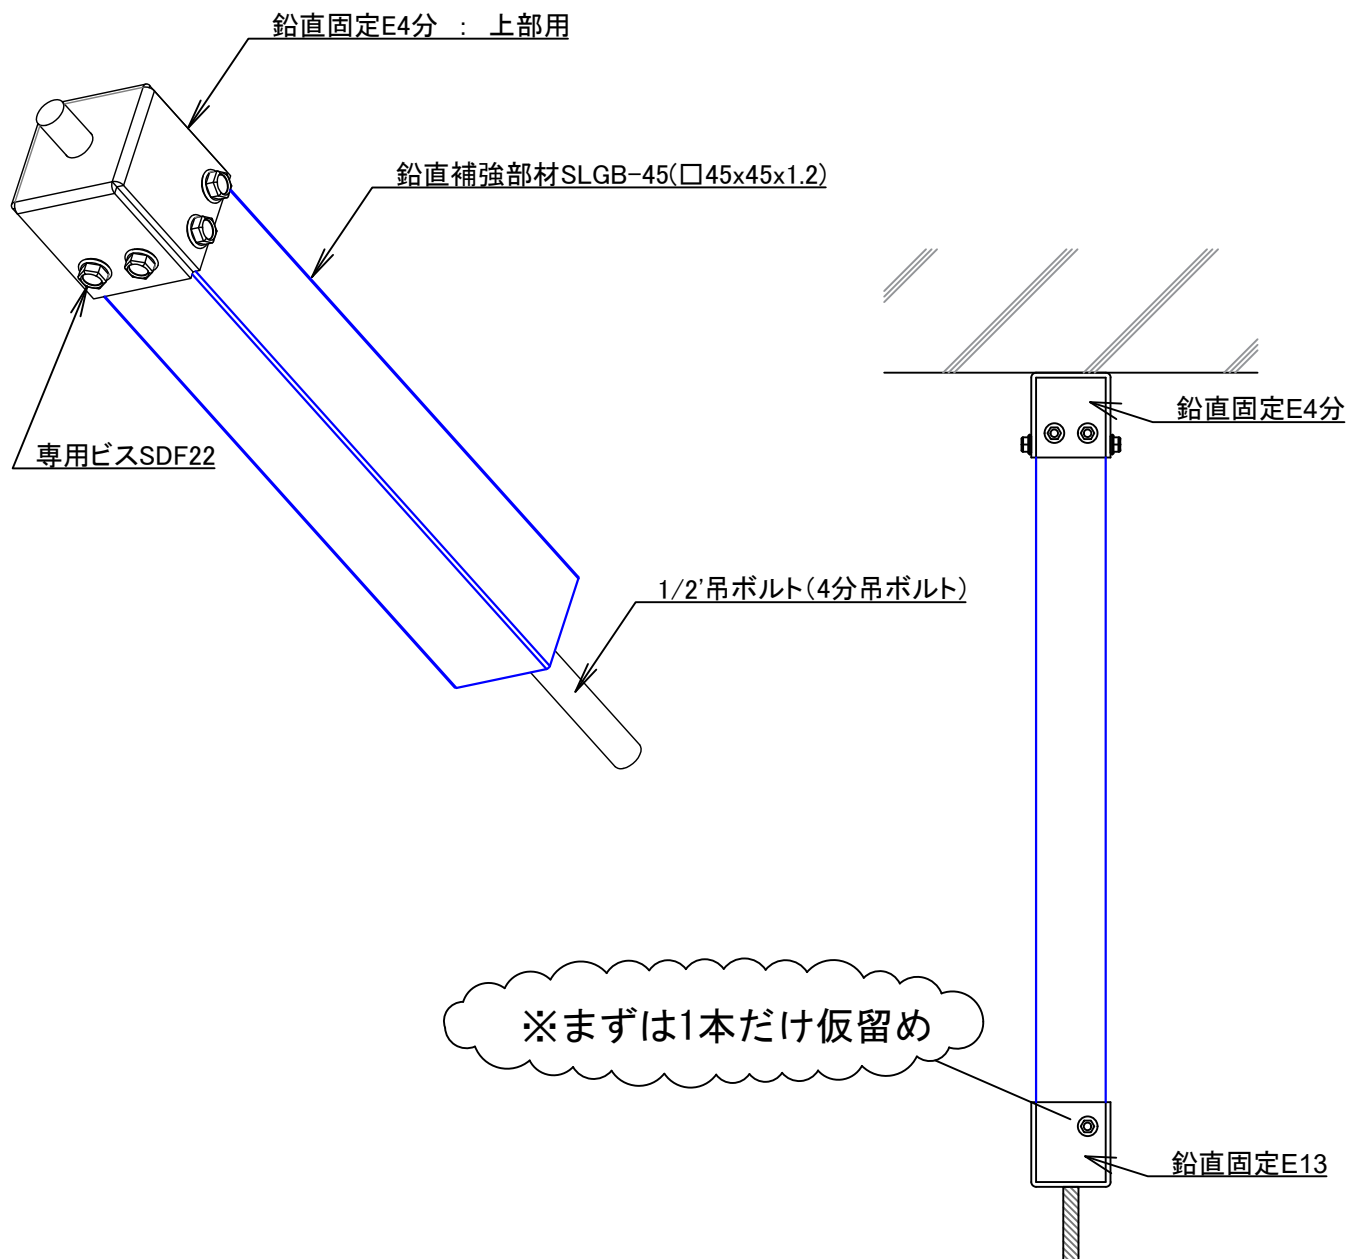 鉛直固定E4分 : 上部用
鉛直補強部材SLGB-45(□45x45x1.2)
鉛直固定E4分
専用ビスSDF22
1/2'吊ボルト(4分吊ボルト)
※まずは1本だけ仮留め
鉛直固定E13